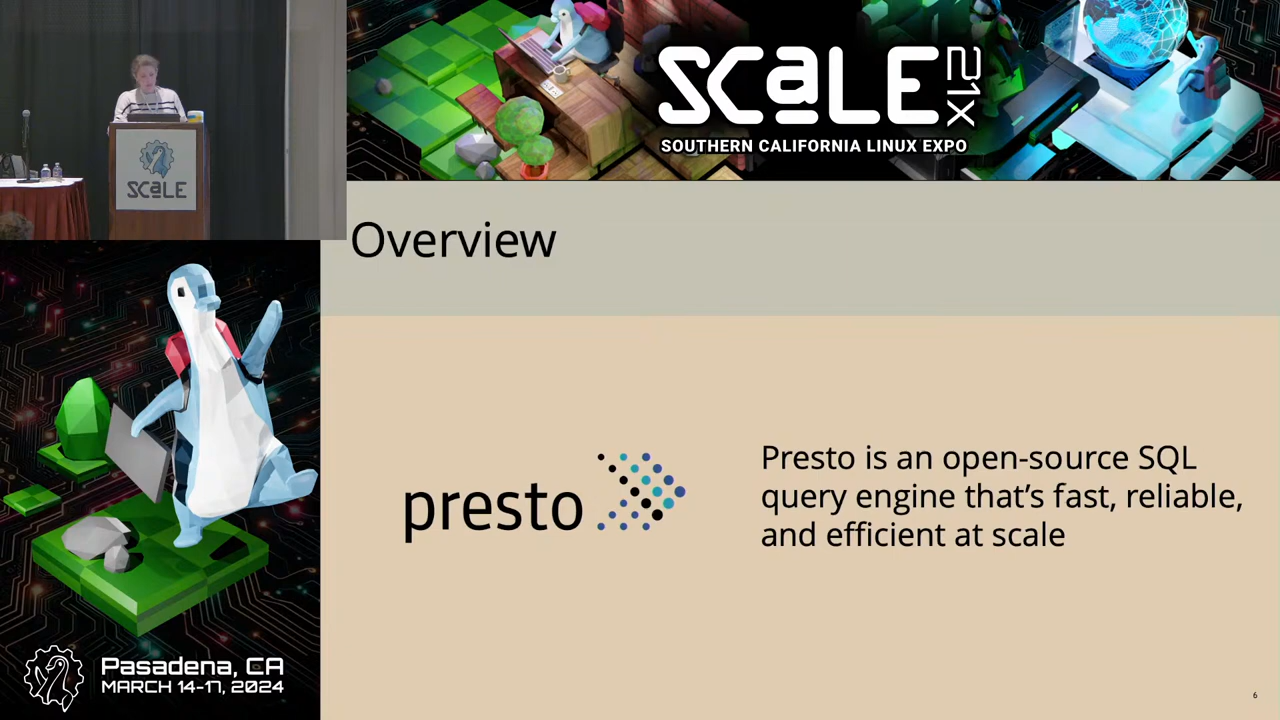 SCaLE 21x
SOUTHERN CALIFORNIA LINUX EXPO
SCaLE
Overview
presto
Presto is an open-source SQL
query engine that's fast, reliable,
and efficient at scale
Pasadena, CA
MARCH 14-17, 2024
6